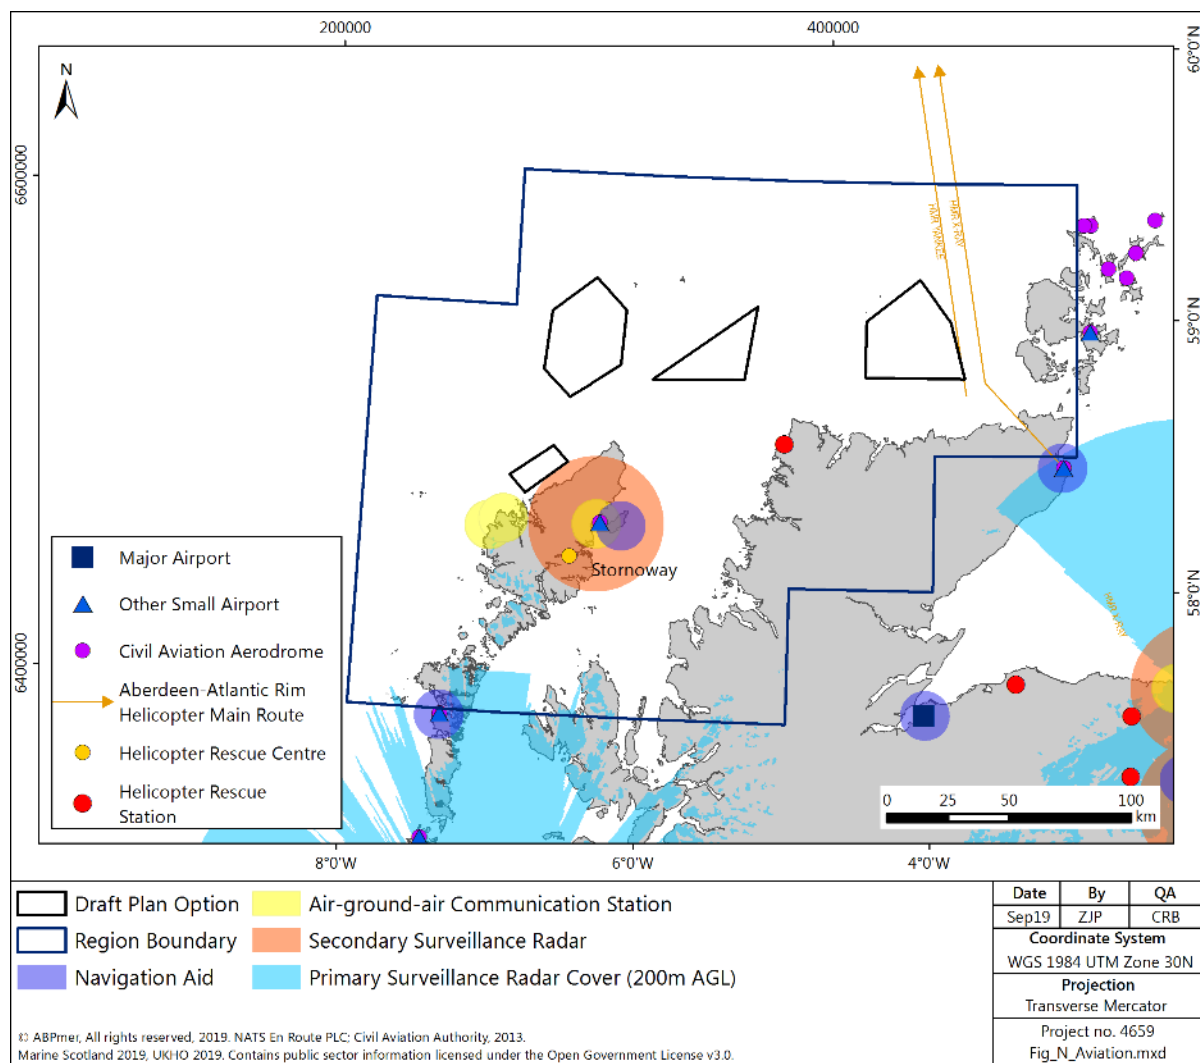 200000
400000
60°0'N
N
6600000
HMR YANKEE
HMR X RAY
59°0'N
Stornoway
58°0'N
HMR X RAY
6400000
Major Airport
Other Small Airport
Civil Aviation Aerodrome
Aberdeen-Atlantic Rim
Helicopter Main Route
Helicopter Rescue Centre
Helicopter Rescue
Station
0 25 50 100
km
8°0'W
6°0'W
4°0'W
Draft Plan Option
Region Boundary
Navigation Aid
Air-ground-air Communication Station
Secondary Surveillance Radar
Primary Surveillance Radar Cover (200m AGL)
Date By QA
Sep19 ZJP CRB
Coordinate System
WGS 1984 UTM Zone 30N
Projection
Transverse Mercator
Project no. 4659
Fig_N_Aviation.mxd
© ABPmer, All rights reserved, 2019. NATS En Route PLC; Civil Aviation Authority, 2013.
Marine Scotland 2019, UKHO 2019. Contains public sector information licensed under the Open Government License v3.0.